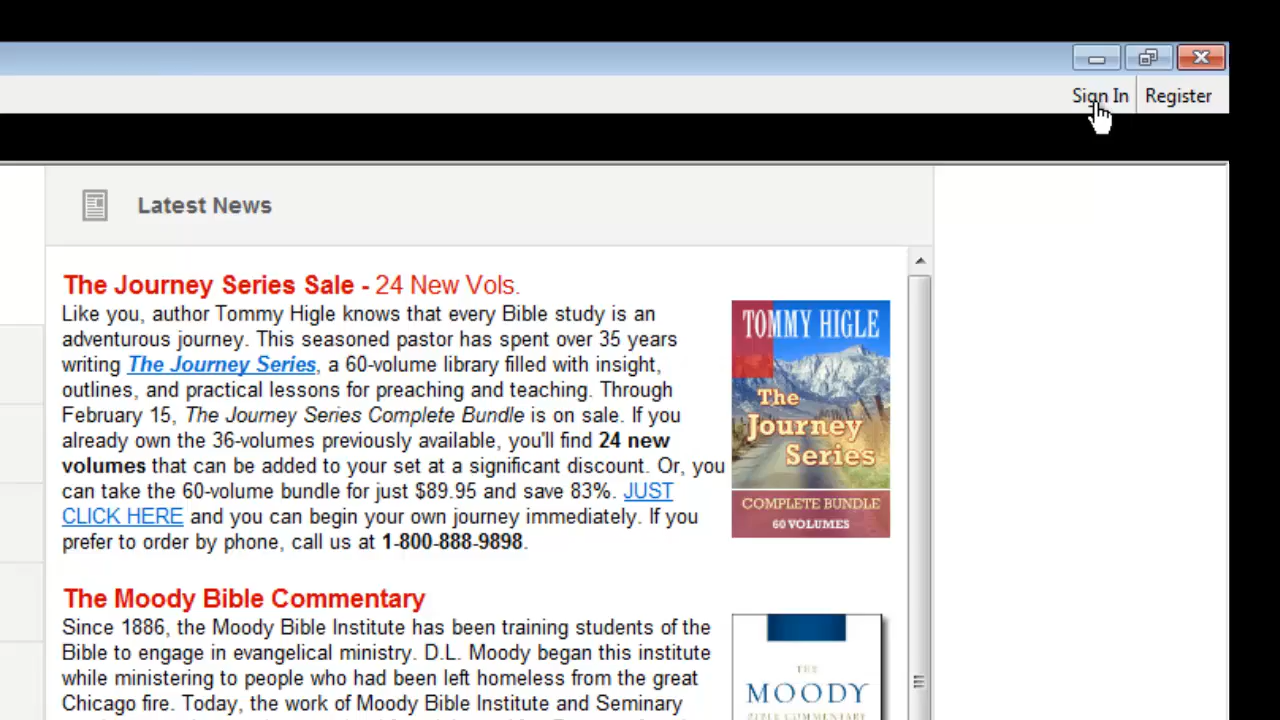 Sign In Register
Latest News
The Journey Series Sale - 24 New Vols.
Like you, author Tommy Higle knows that every Bible study is an
adventurous journey. This seasoned pastor has spent over 35 years
writing The Journey Series, a 60-volume library filled with insight,
outlines, and practical lessons for preaching and teaching. Through
February 15, The Journey Series Complete Bundle is on sale. If you
already own the 36-volumes previously available, you'll find 24 new
volumes that can be added to your set at a significant discount. Or, you
can take the 60-volume bundle for just $89.95 and save 83%. JUST
CLICK HERE and you can begin your own journey immediately. If you
prefer to order by phone, call us at 1-800-888-9898.
TOMMY HIGLE
The
Journey
Series
COMPLETE BUNDLE
60 VOLUMES
The Moody Bible Commentary
Since 1886, the Moody Bible Institute has been training students of the
Bible to engage in evangelical ministry. D.L. Moody began this institute
while ministering to people who had been left homeless from the great
Chicago fire. Today, the work of Moody Bible Institute and Seminary
THE
MOODY
BIBLE COMMENTARY